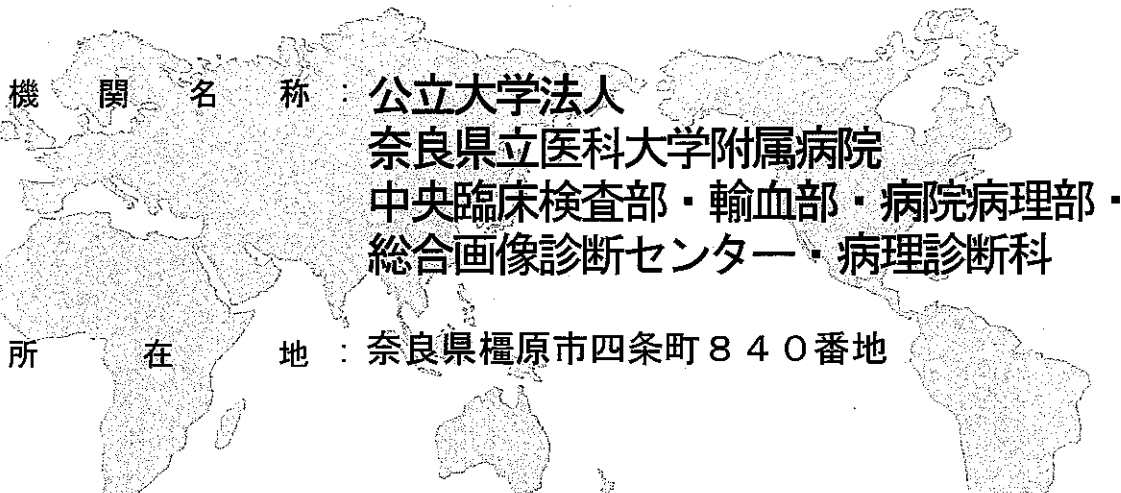 機関名称：公立大学法人
奈良県立医科大学附属病院
中央臨床検査部・輸血部・病院病理部・
総合画像診断センター・病理診断科
所在地：奈良県橿原市四条町８４０番地